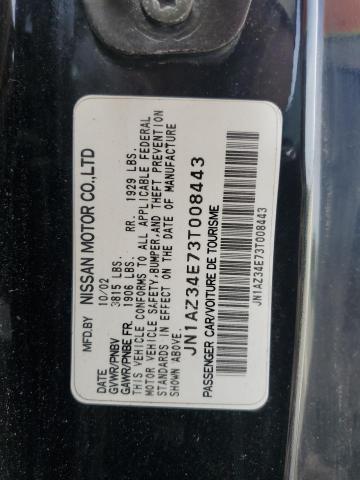 MFD.BY NISSAN MOTOR CO.,LTD
DATE 10/02
GVWR/PNBV 3815 LBS.
GAWR/PNBE FR. 1906 LBS. RR. 1929 LBS.
THIS VEHICLE CONFORMS TO ALL APPLICABLE FEDERAL
MOTOR VEHICLE SAFETY, BUMPER, AND THEFT PREVENTION
STANDARDS IN EFFECT ON THE DATE OF MANUFACTURE
SHOWN ABOVE.
JN1AZ34E73T008443
PASSENGER CAR/VOITURE DE TOURISME
JN1AZ34E73T008443